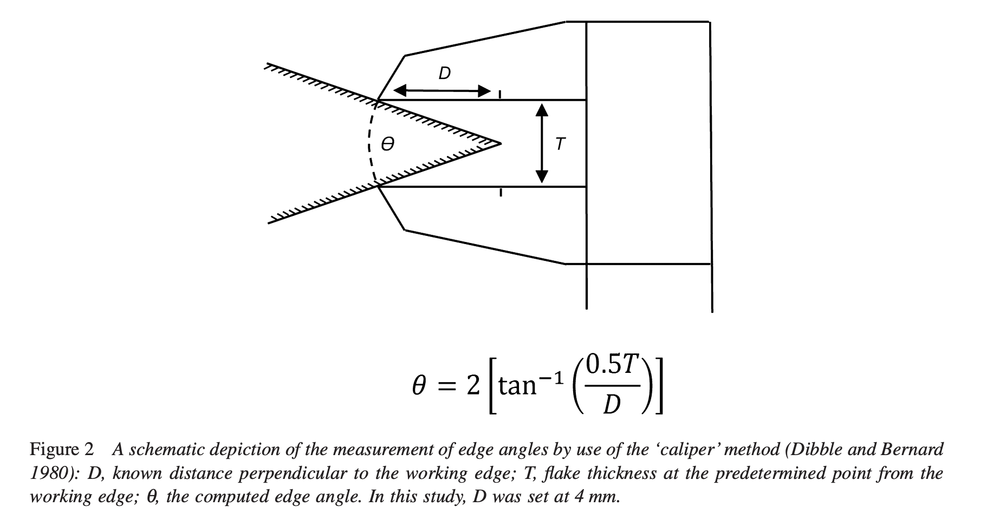 D
Θ
T
θ = 2 [tan⁻¹ (0.5T/D)]
Figure 2 A schematic depiction of the measurement of edge angles by use of the ‘caliper’ method (Dibble and Bernard
1980): D, known distance perpendicular to the working edge; T, flake thickness at the predetermined point from the
working edge; θ, the computed edge angle. In this study, D was set at 4 mm.